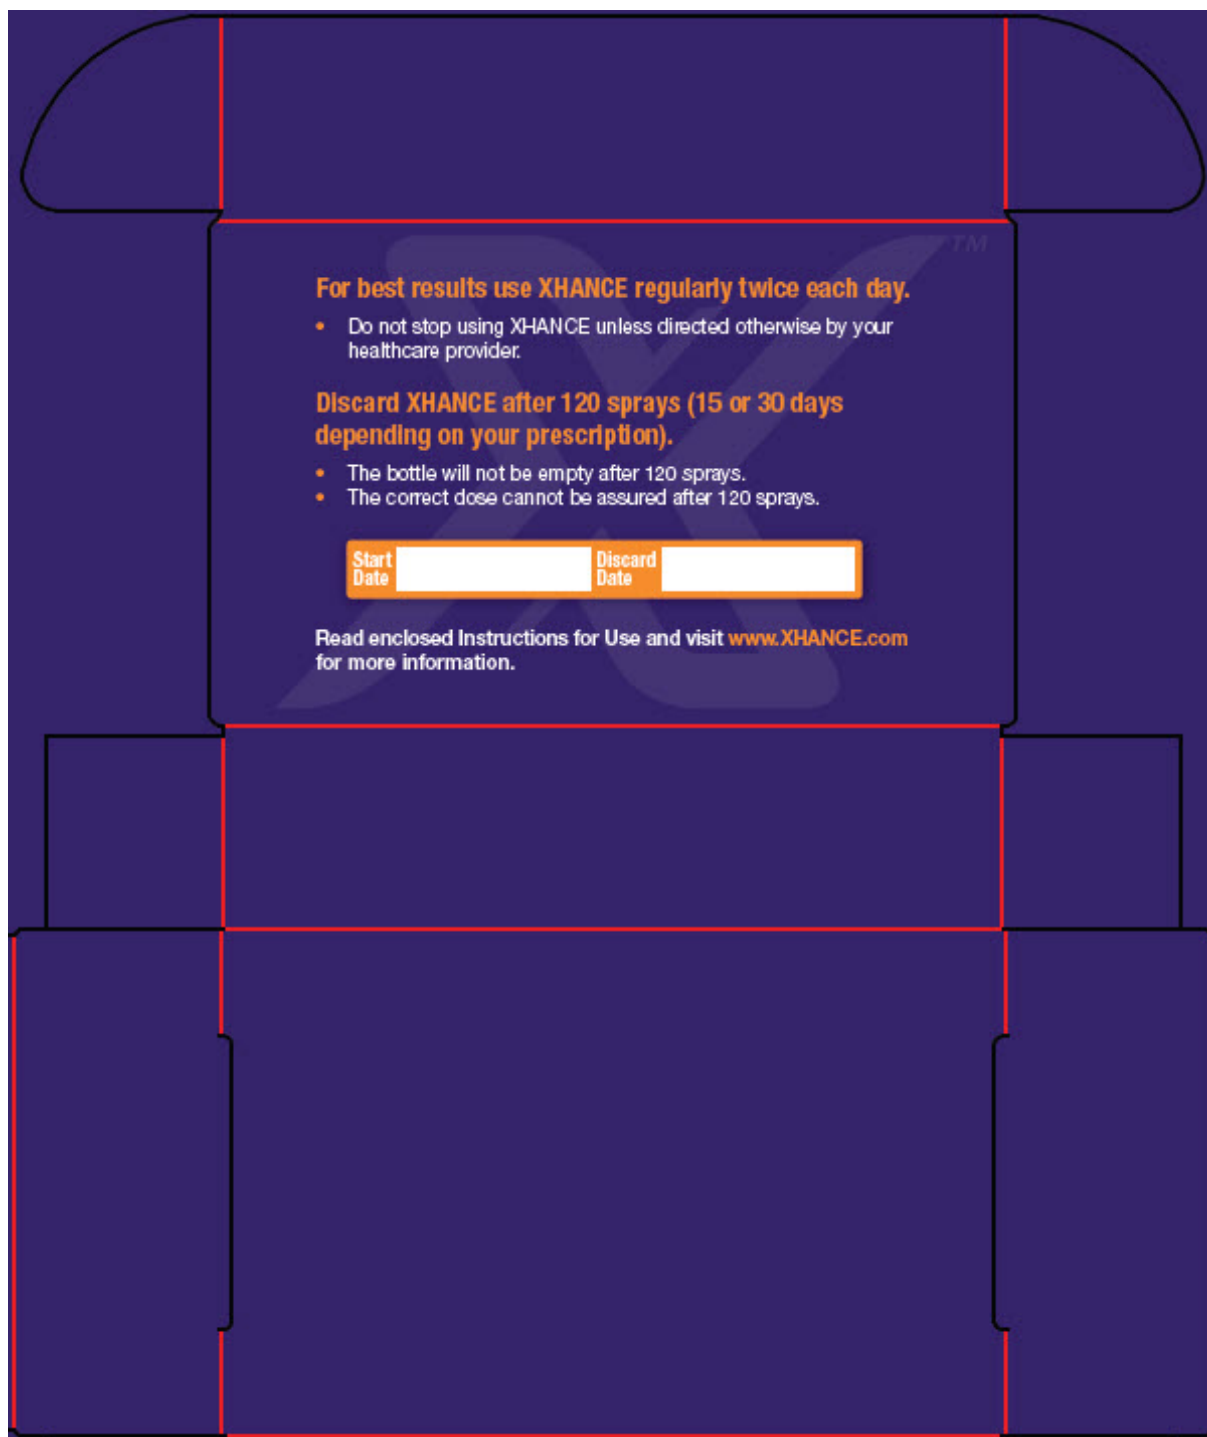 TM
For best results use XHANCE regularly twice each day.
• Do not stop using XHANCE unless directed otherwise by your
healthcare provider.
Discard XHANCE after 120 sprays (15 or 30 days
depending on your prescription).
• The bottle will not be empty after 120 sprays.
• The correct dose cannot be assured after 120 sprays.
Start Date Discard Date
Read enclosed Instructions for Use and visit www.XHANCE.com
for more information.